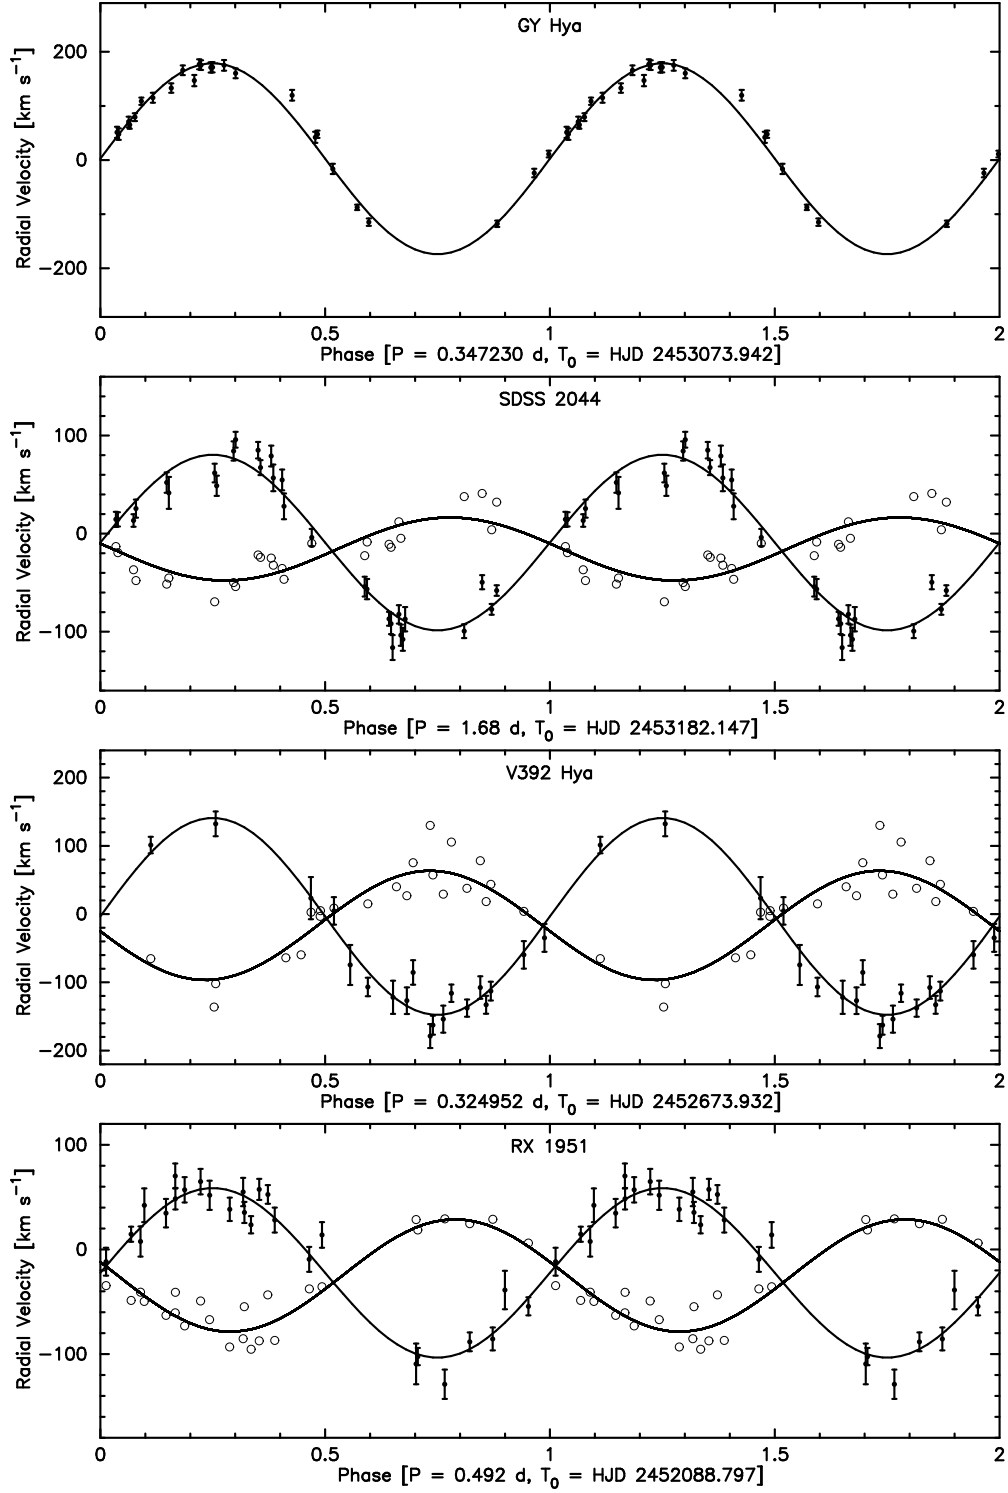 GY Hya
Radial Velocity [km s⁻¹]
200
0
−200
0 0.5 1 1.5 2
Phase [P = 0.347230 d, T₀ = HJD 2453073.942]
SDSS 2044
Radial Velocity [km s⁻¹]
100
0
−100
0 0.5 1 1.5 2
Phase [P = 1.68 d, T₀ = HJD 2453182.147]
V392 Hya
Radial Velocity [km s⁻¹]
200
100
0
−100
−200
0 0.5 1 1.5 2
Phase [P = 0.324952 d, T₀ = HJD 2452673.932]
RX 1951
Radial Velocity [km s⁻¹]
100
0
−100
0 0.5 1 1.5 2
Phase [P = 0.492 d, T₀ = HJD 2452088.797]